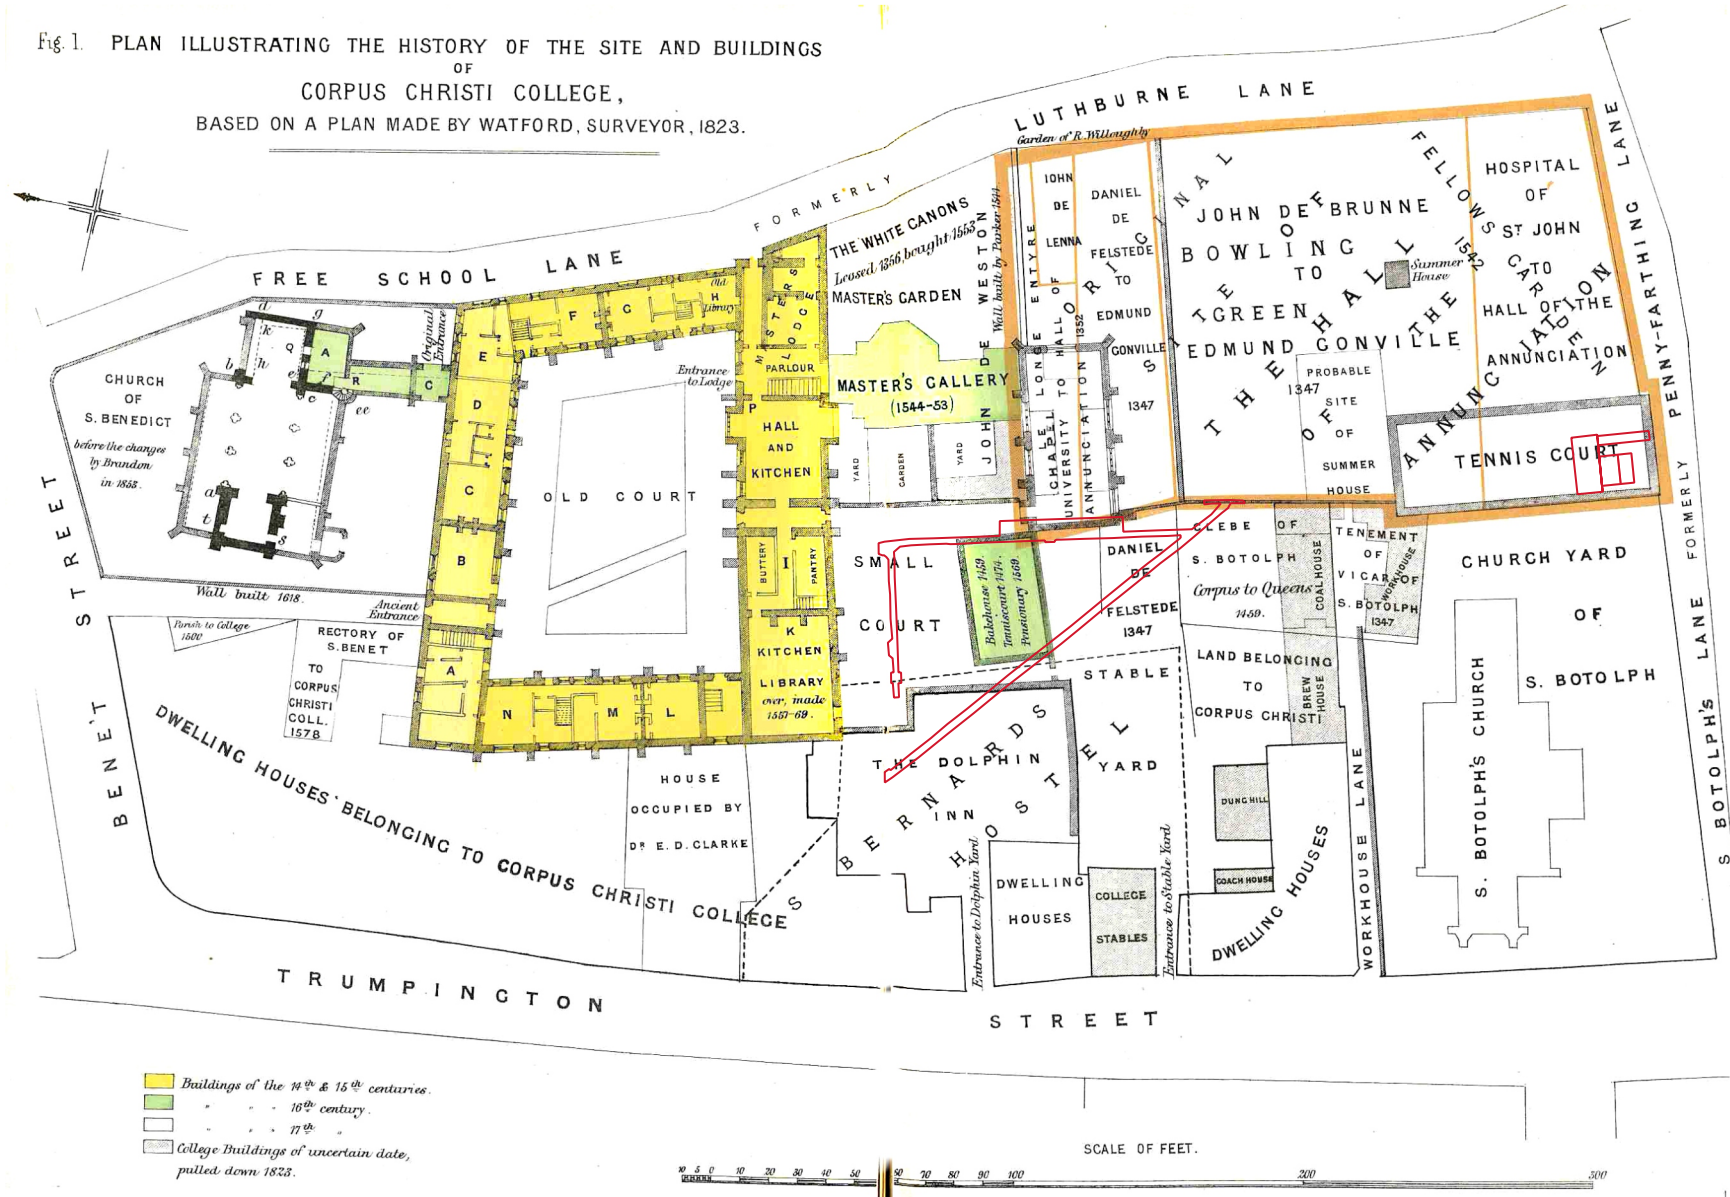 Fig. 1. PLAN ILLUSTRATING THE HISTORY OF THE SITE AND BUILDINGS
OF
CORPUS CHRISTI COLLEGE,
BASED ON A PLAN MADE BY WATFORD, SURVEYOR, 1823.
LUTHBURNE LANE
FORMERLY
FREE SCHOOL LANE
Garden of R. Willoughby
THE WHITE CANONS
Leased 1356, bought 1553
MASTER'S GARDEN
JOHN DE WESTON
Wall built by Parker 1544
LE LONGE ENTYRE
JOHN
DE
LENNA
DANIEL
DE
FELSTEDE
TO
EDMUND
GONVILLE
1347
UNIVERSITY TO HALL OF
ANNUNCIATION 1352
CHAPEL
JOHN DE BRUNNE
TO
EDMUND GONVILLE
1347
BOWLING
GREEN
THE ORIGINAL SITE OF
THE HALL OF THE ANNUNCIATION
FELLOWS GARDEN
1542
Summer
House
HOSPITAL
OF
ST JOHN
TO
HALL OF THE
ANNUNCIATION
PROBABLE
SITE
OF
SUMMER
HOUSE
TENNIS COURT
PENNY-FARTHING LANE
FORMERLY
S. BOTOLPH'S LANE
Original
Entrance
CHURCH
OF
S. BENEDICT
before the changes
by Brandon
in 1853.
d
g
k
Q
A
b
h
e
f
R
C
c
ee
a
t
s
E
F
G
H
Old
Library
D
C
B
A
N
M
L
MASTER'S LODGE
PARLOUR
Entrance
to Lodge
P
HALL
AND
KITCHEN
OLD COURT
BUTTERY
I
PANTRY
K
KITCHEN
LIBRARY
over, made
1557-69.
MASTER'S GALLERY
(1544-53)
YARD
GARDEN
YARD
SMALL
COURT
Bakehouse 1459
Tenniscourt 1474.
Pensionary 1569.
DANIEL
DE
FELSTEDE
1347
GLEBE OF
S. BOTOLPH
Corpus to Queens'
1459.
COALHOUSE
TENEMENT
OF
VICAR OF
S. BOTOLPH
1347
WORKHOUSE
CHURCH YARD
OF
S. BOTOLPH
S. BOTOLPH'S CHURCH
LAND BELONGING
TO
CORPUS CHRISTI
BREW
HOUSE
STABLE
YARD
THE DOLPHIN
INN
S BERNARDS HOSTEL
Wall built 1618.
Ancient
Entrance
Parish to College
1500
RECTORY OF
S. BENET
TO
CORPUS
CHRISTI
COLL.
1578
BENE'T STREET
DWELLING HOUSES BELONGING TO CORPUS CHRISTI COLLEGE
HOUSE
OCCUPIED BY
DR E. D. CLARKE
Entrance to Dolphin Yard
DWELLING
HOUSES
COLLEGE
STABLES
Entrance to Stable Yard
DUNGHILL
COACH HOUSE
DWELLING HOUSES
WORKHOUSE LANE
TRUMPINGTON
STREET
Buildings of the 14th & 15th centuries.
" " " 16th century.
" " " 17th "
College Buildings of uncertain date,
pulled down 1823.
SCALE OF FEET.
10 5 0 10 20 30 40 50 60 70 80 90 100 200 300